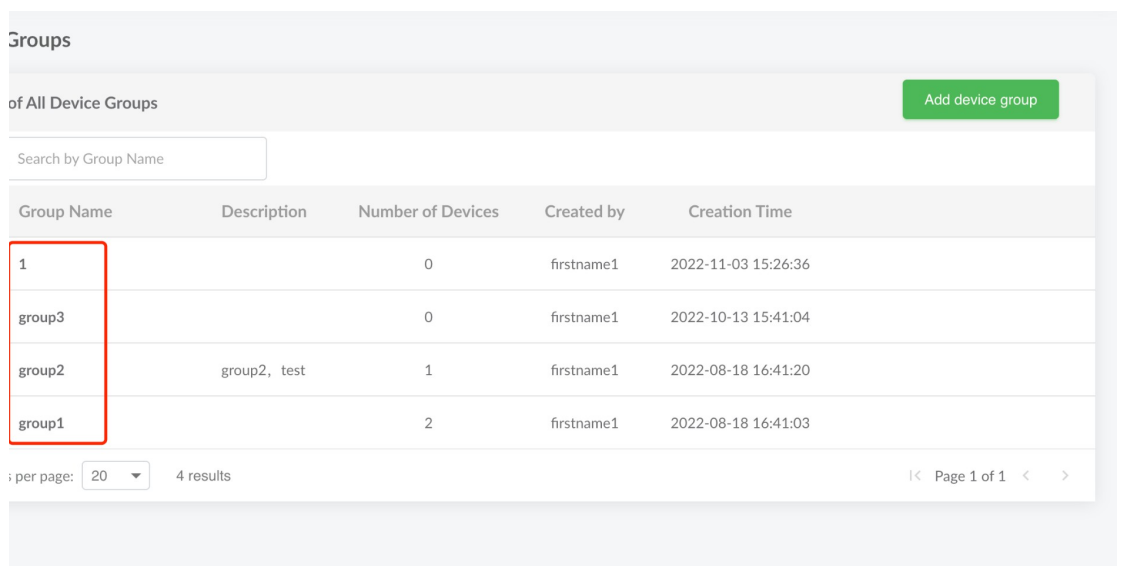 Groups
of All Device Groups
Add device group
Search by Group Name
Group Name Description Number of Devices Created by Creation Time
1 0 firstname1 2022-11-03 15:26:36
group3 0 firstname1 2022-10-13 15:41:04
group2 group2，test 1 firstname1 2022-08-18 16:41:20
group1 2 firstname1 2022-08-18 16:41:03
per page: 20 4 results Page 1 of 1